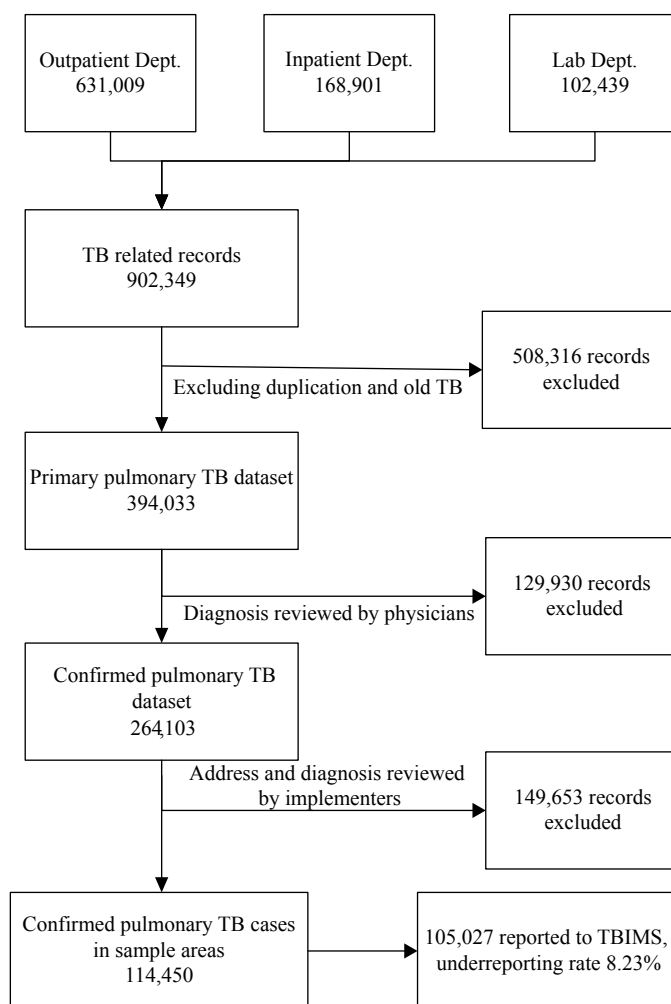 Outpatient Dept.
631,009
Inpatient Dept.
168,901
Lab Dept.
102,439
TB related records
902,349
508,316 records
excluded
Excluding duplication and old TB
Primary pulmonary TB dataset
394,033
129,930 records
excluded
Diagnosis reviewed by physicians
Confirmed pulmonary TB
dataset
264,103
Address and diagnosis reviewed
by implementers
149,653 records
excluded
Confirmed pulmonary TB cases
in sample areas
114,450
105,027 reported to TBIMS,
underreporting rate 8.23%